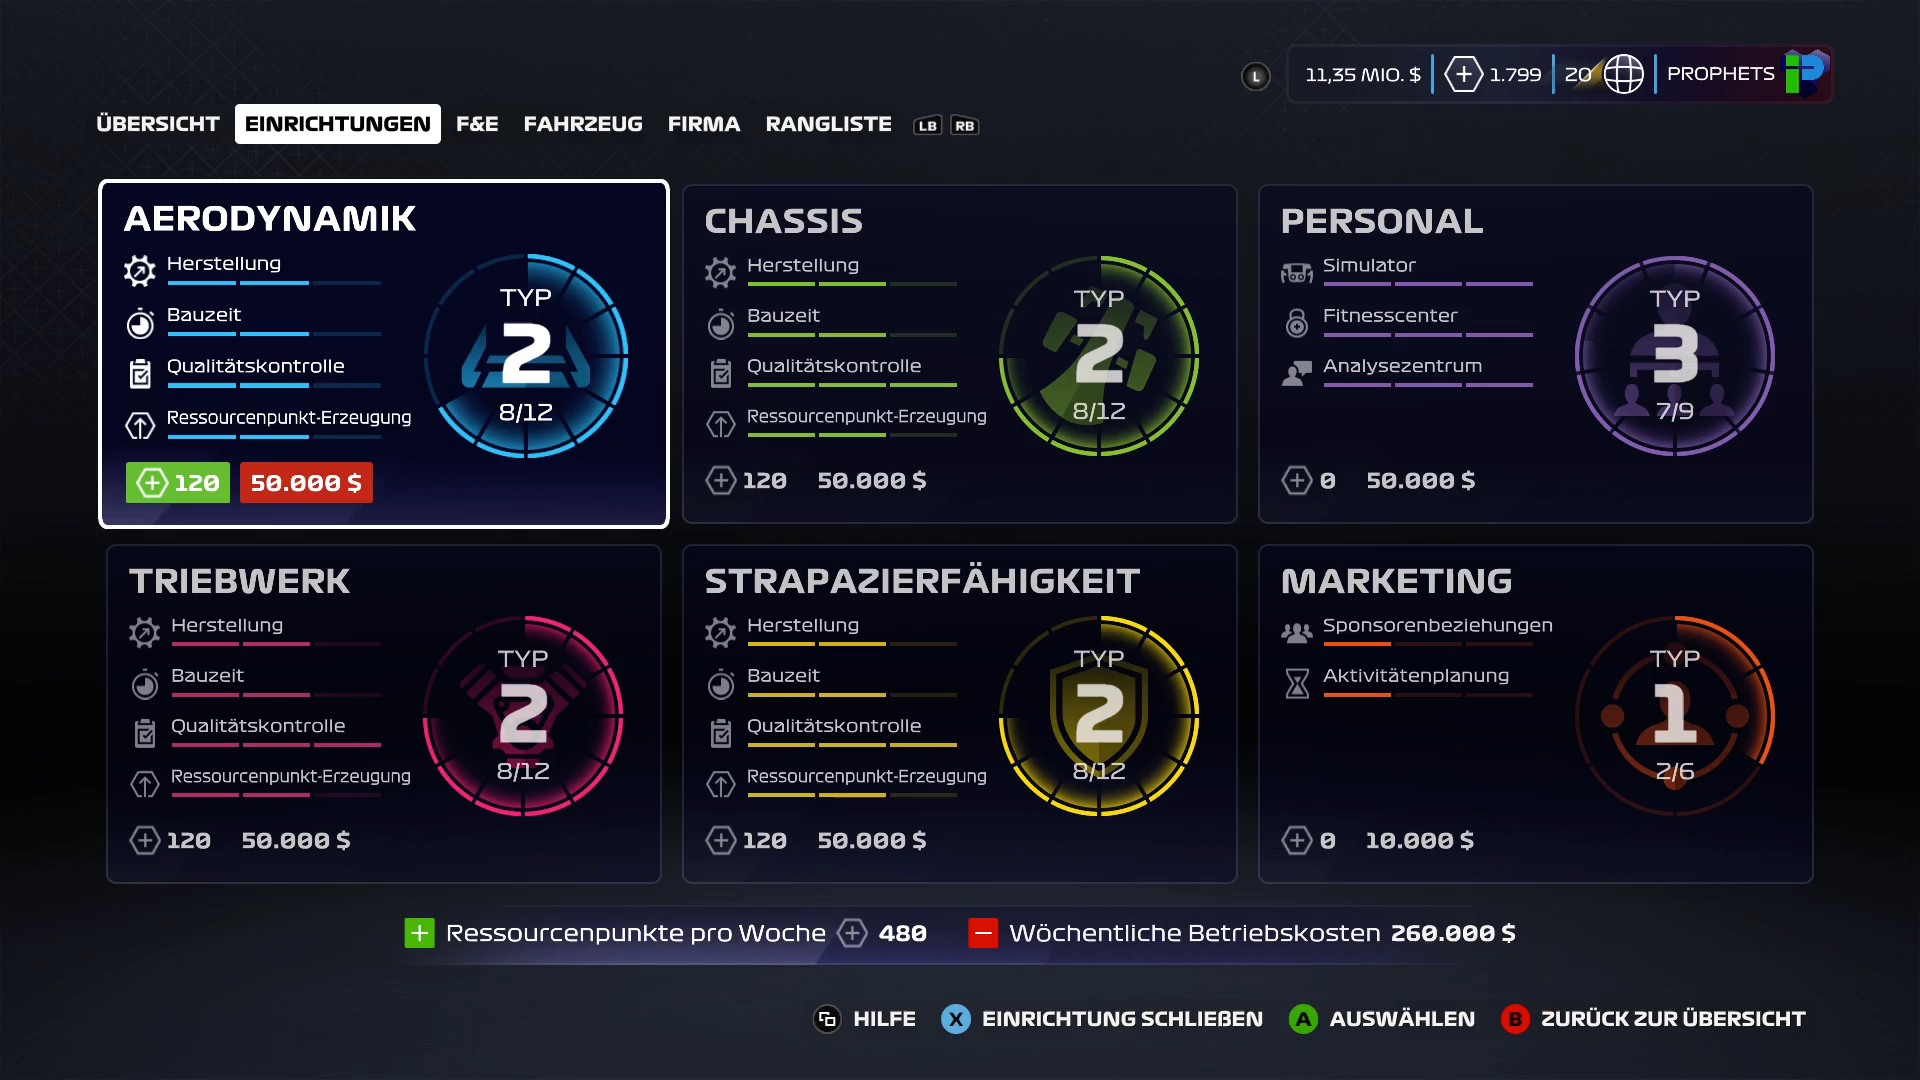 L 11,35 MIO. $ 1.799 20 PROPHETS
ÜBERSICHT EINRICHTUNGEN F&E FAHRZEUG FIRMA RANGLISTE LB RB
AERODYNAMIK
Herstellung
Bauzeit
Qualitätskontrolle
Ressourcenpunkt-Erzeugung
TYP
2
8/12
120 50.000 $
CHASSIS
Herstellung
Bauzeit
Qualitätskontrolle
Ressourcenpunkt-Erzeugung
TYP
2
8/12
120 50.000 $
PERSONAL
Simulator
Fitnesscenter
Analysezentrum
TYP
3
7/9
0 50.000 $
TRIEBWERK
Herstellung
Bauzeit
Qualitätskontrolle
Ressourcenpunkt-Erzeugung
TYP
2
8/12
120 50.000 $
STRAPAZIERFÄHIGKEIT
Herstellung
Bauzeit
Qualitätskontrolle
Ressourcenpunkt-Erzeugung
TYP
2
8/12
120 50.000 $
MARKETING
Sponsorenbeziehungen
Aktivitätenplanung
TYP
1
2/6
0 10.000 $
Ressourcenpunkte pro Woche 480 Wöchentliche Betriebskosten 260.000 $
HILFE X EINRICHTUNG SCHLIEßEN A AUSWÄHLEN B ZURÜCK ZUR ÜBERSICHT